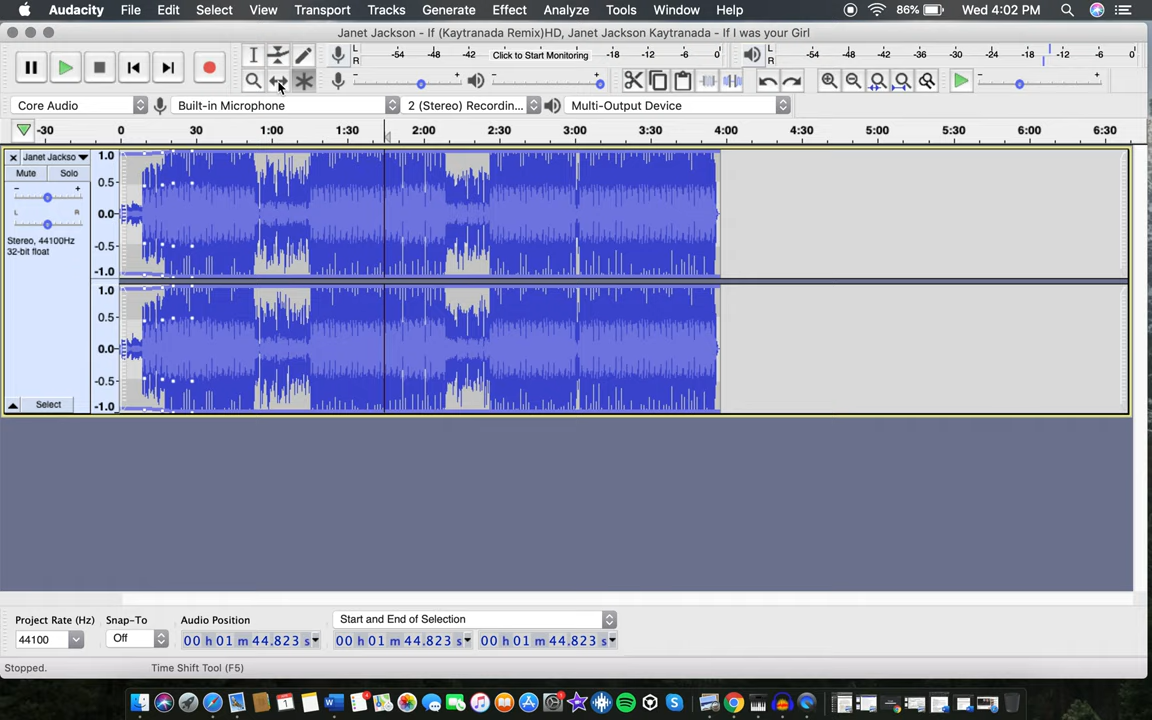 Audacity File Edit Select View Transport Tracks Generate Effect Analyze Tools Window Help 86% Wed 4:02 PM
Janet Jackson - If (Kaytranada Remix)HD, Janet Jackson Kaytranada - If I was your Girl
L R -54 -48 -42 Click to Start Monitoring -18 -12 -6 0 L R -54 -48 -42 -36 -30 -24 -18 -12 -6 0
- + - + - +
Core Audio Built-in Microphone 2 (Stereo) Recordin... Multi-Output Device
-30 0 30 1:00 1:30 2:00 2:30 3:00 3:30 4:00 4:30 5:00 5:30 6:00 6:30
Janet Jackso 1.0
Mute Solo 0.5-
- +
L R 0.0-
Stereo, 44100Hz -0.5-
32-bit float
-1.0
1.0
0.5-
0.0-
-0.5-
Select -1.0
Project Rate (Hz) Snap-To Audio Position Start and End of Selection
44100 Off 00 h 01 m 44.823 s 00 h 01 m 44.823 s 00 h 01 m 44.823 s
Stopped. Time Shift Tool (F5)